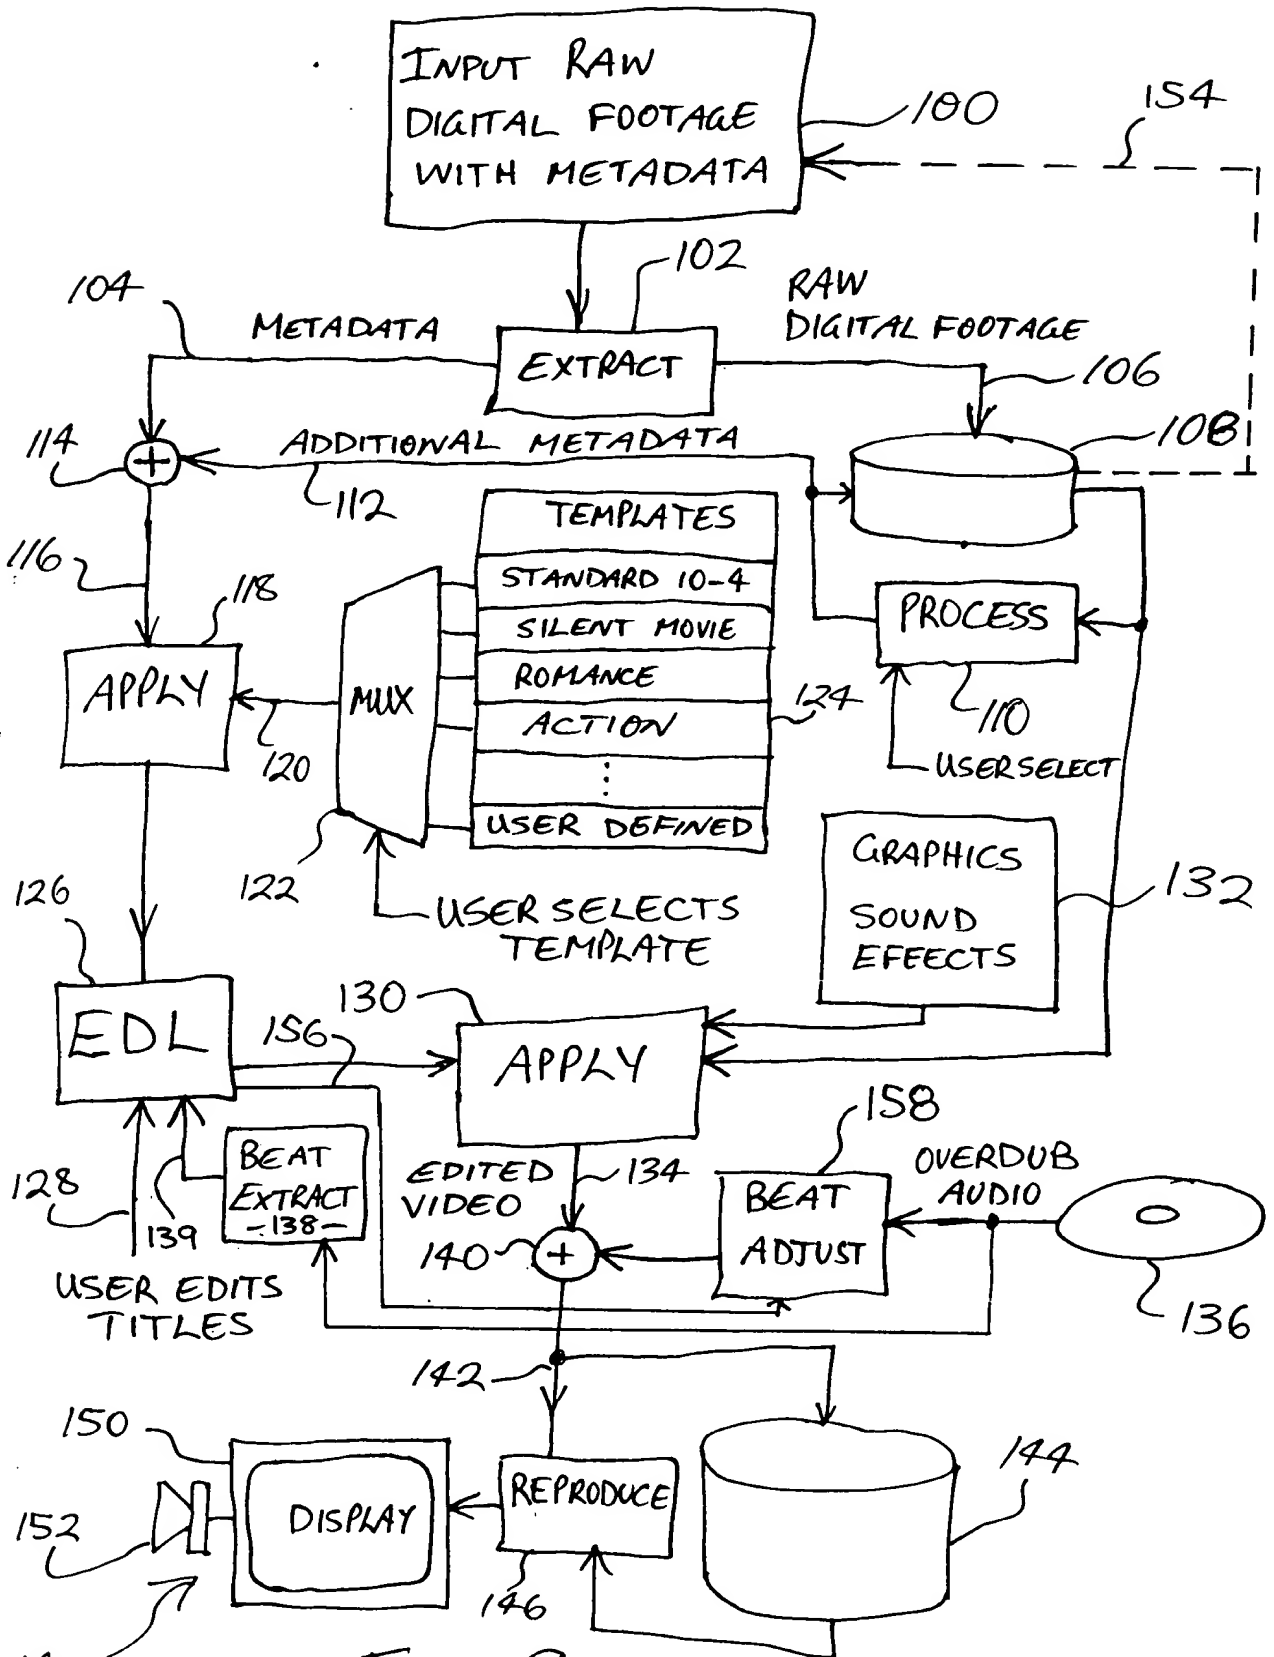 INPUT RAW
DIGITAL FOOTAGE
WITH METADATA
100
154
102
104
METADATA
RAW
DIGITAL FOOTAGE
EXTRACT
106
108
114
ADDITIONAL METADATA
112
116
118
TEMPLATES
STANDARD 10-4
SILENT MOVIE
ROMANCE
ACTION
USER DEFINED
124
PROCESS
110
USER SELECT
APPLY
120
MUX
122
USER SELECTS
TEMPLATE
GRAPHICS
SOUND
EFFECTS
132
126
EDL
156
130
APPLY
158
128
139
BEAT
EXTRACT
-138-
EDITED
VIDEO
134
140
BEAT
ADJUST
OVERDUB
AUDIO
136
USER EDITS
TITLES
142
150
DISPLAY
152
REPRODUCE
146
144